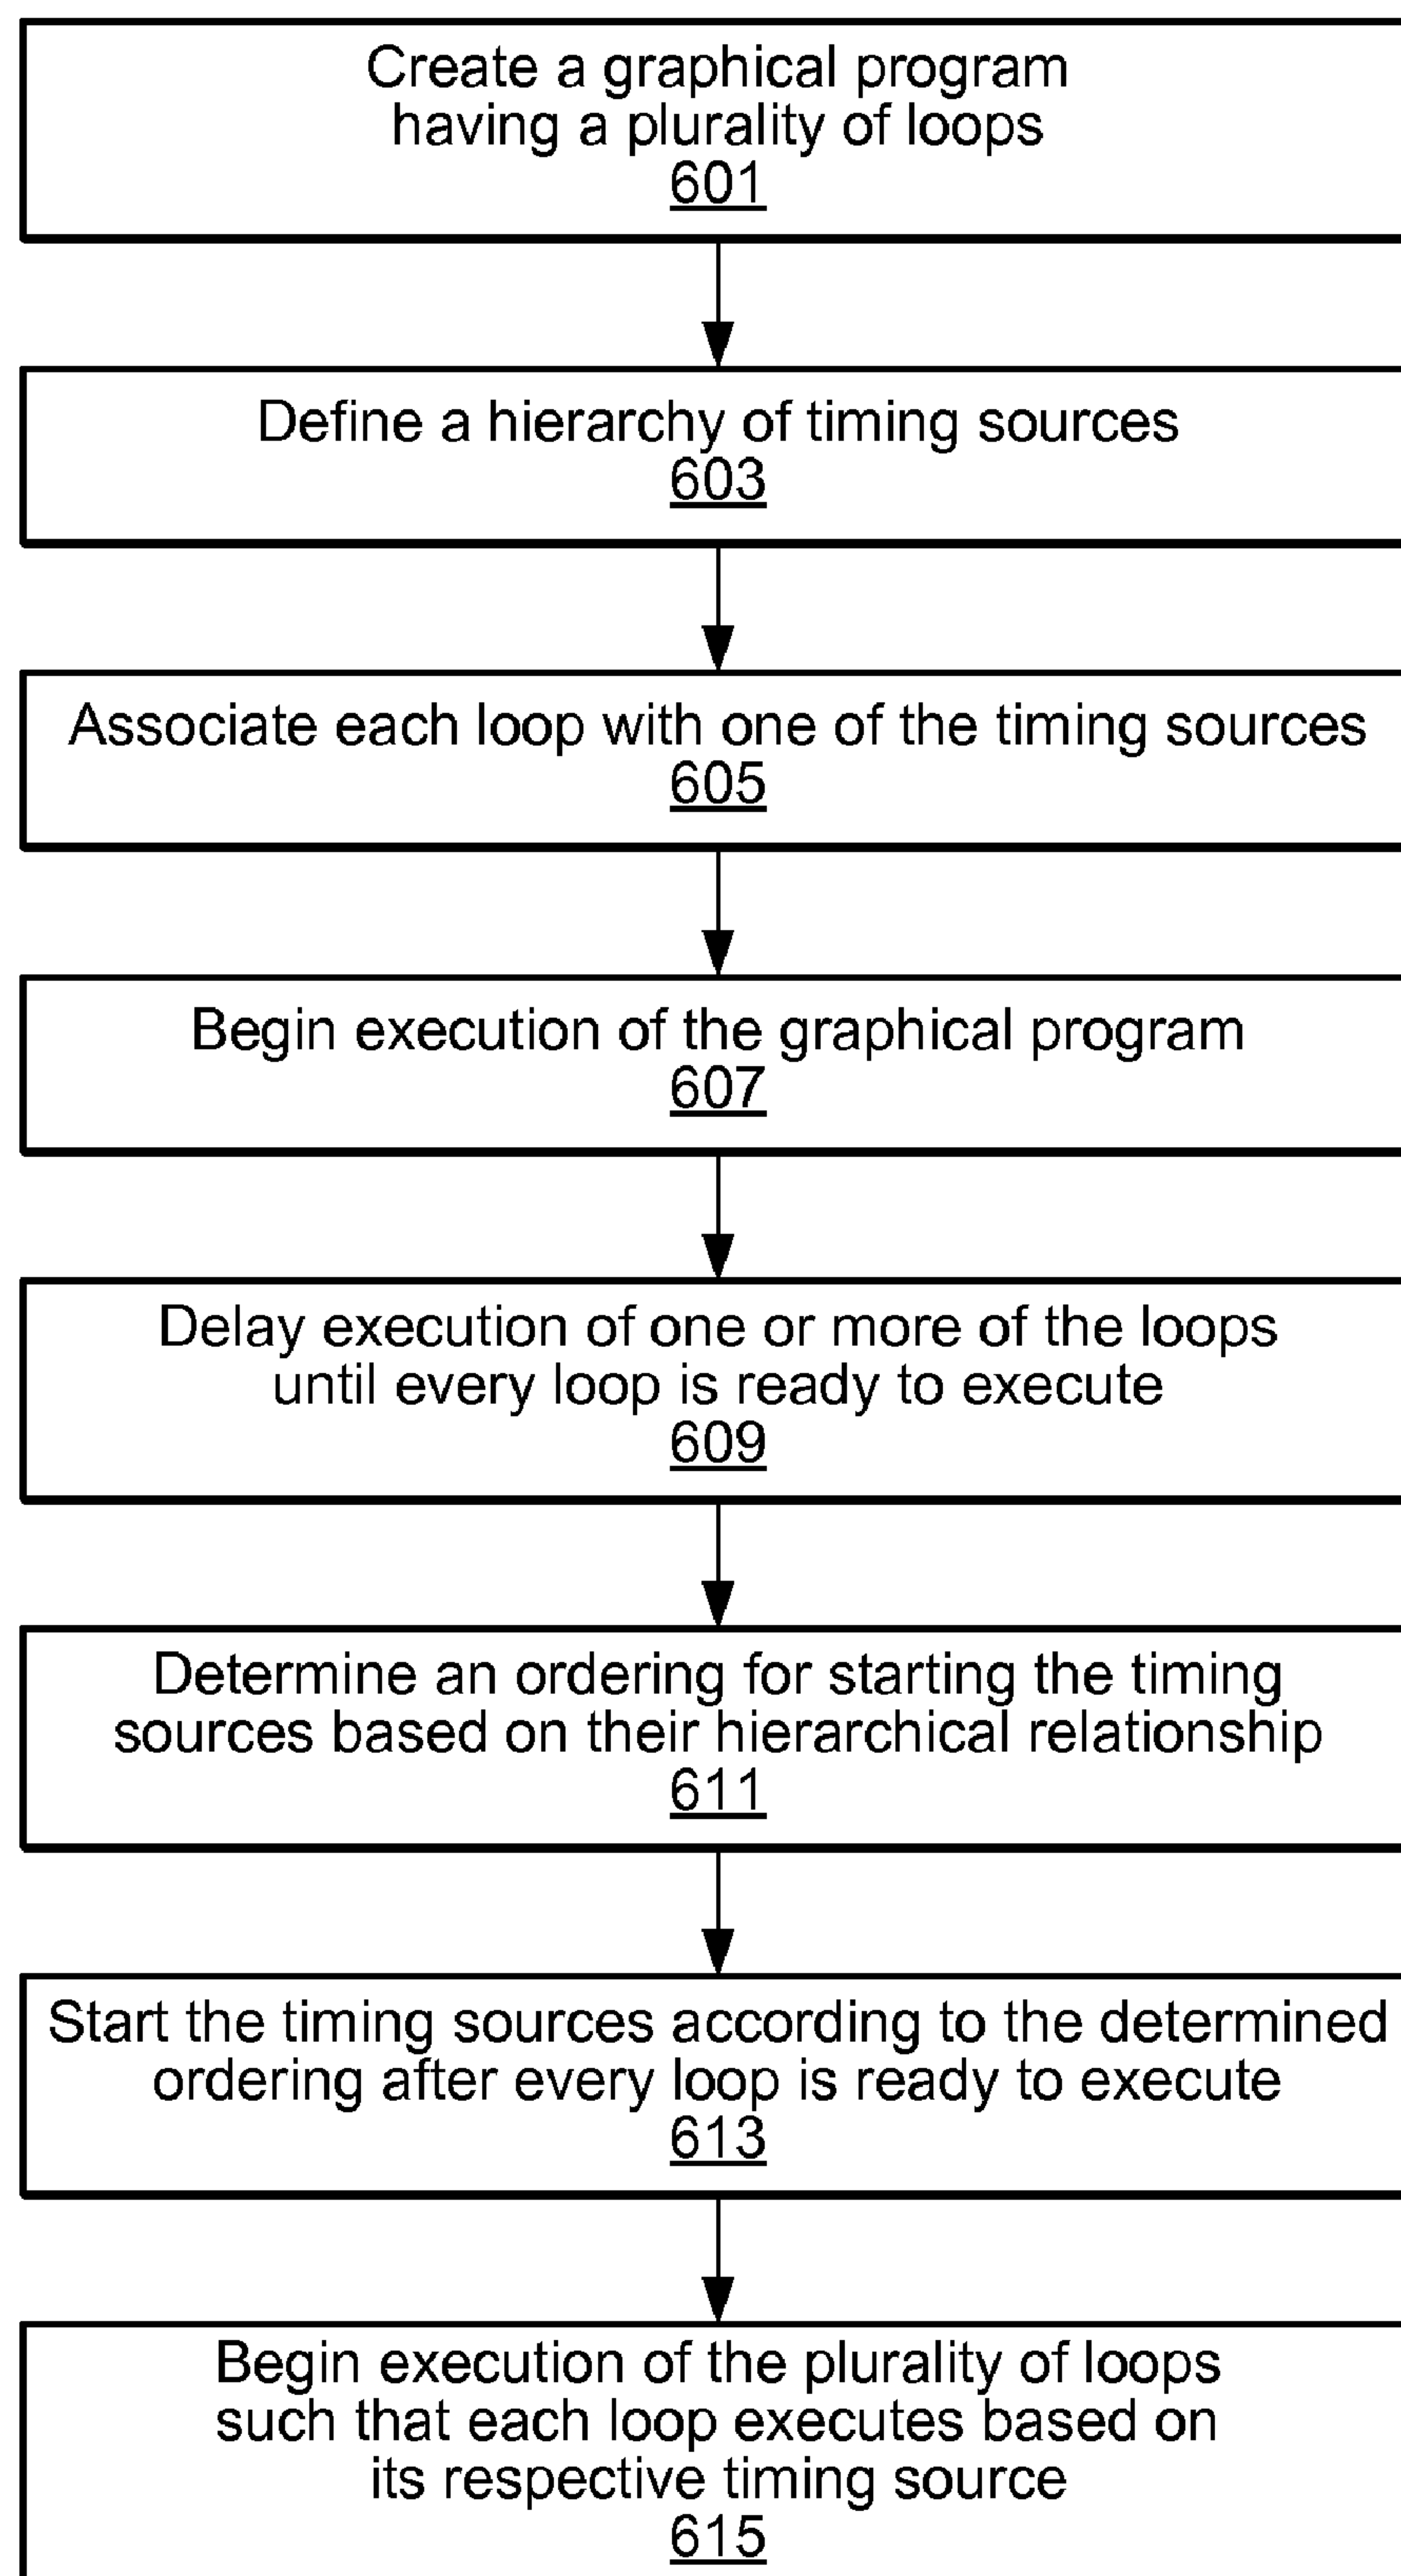 Create a graphical program
having a plurality of loops
601
Define a hierarchy of timing sources
603
Associate each loop with one of the timing sources
605
Begin execution of the graphical program
607
Delay execution of one or more of the loops
until every loop is ready to execute
609
Determine an ordering for starting the timing
sources based on their hierarchical relationship
611
Start the timing sources according to the determined
ordering after every loop is ready to execute
613
Begin execution of the plurality of loops
such that each loop executes based on
its respective timing source
615